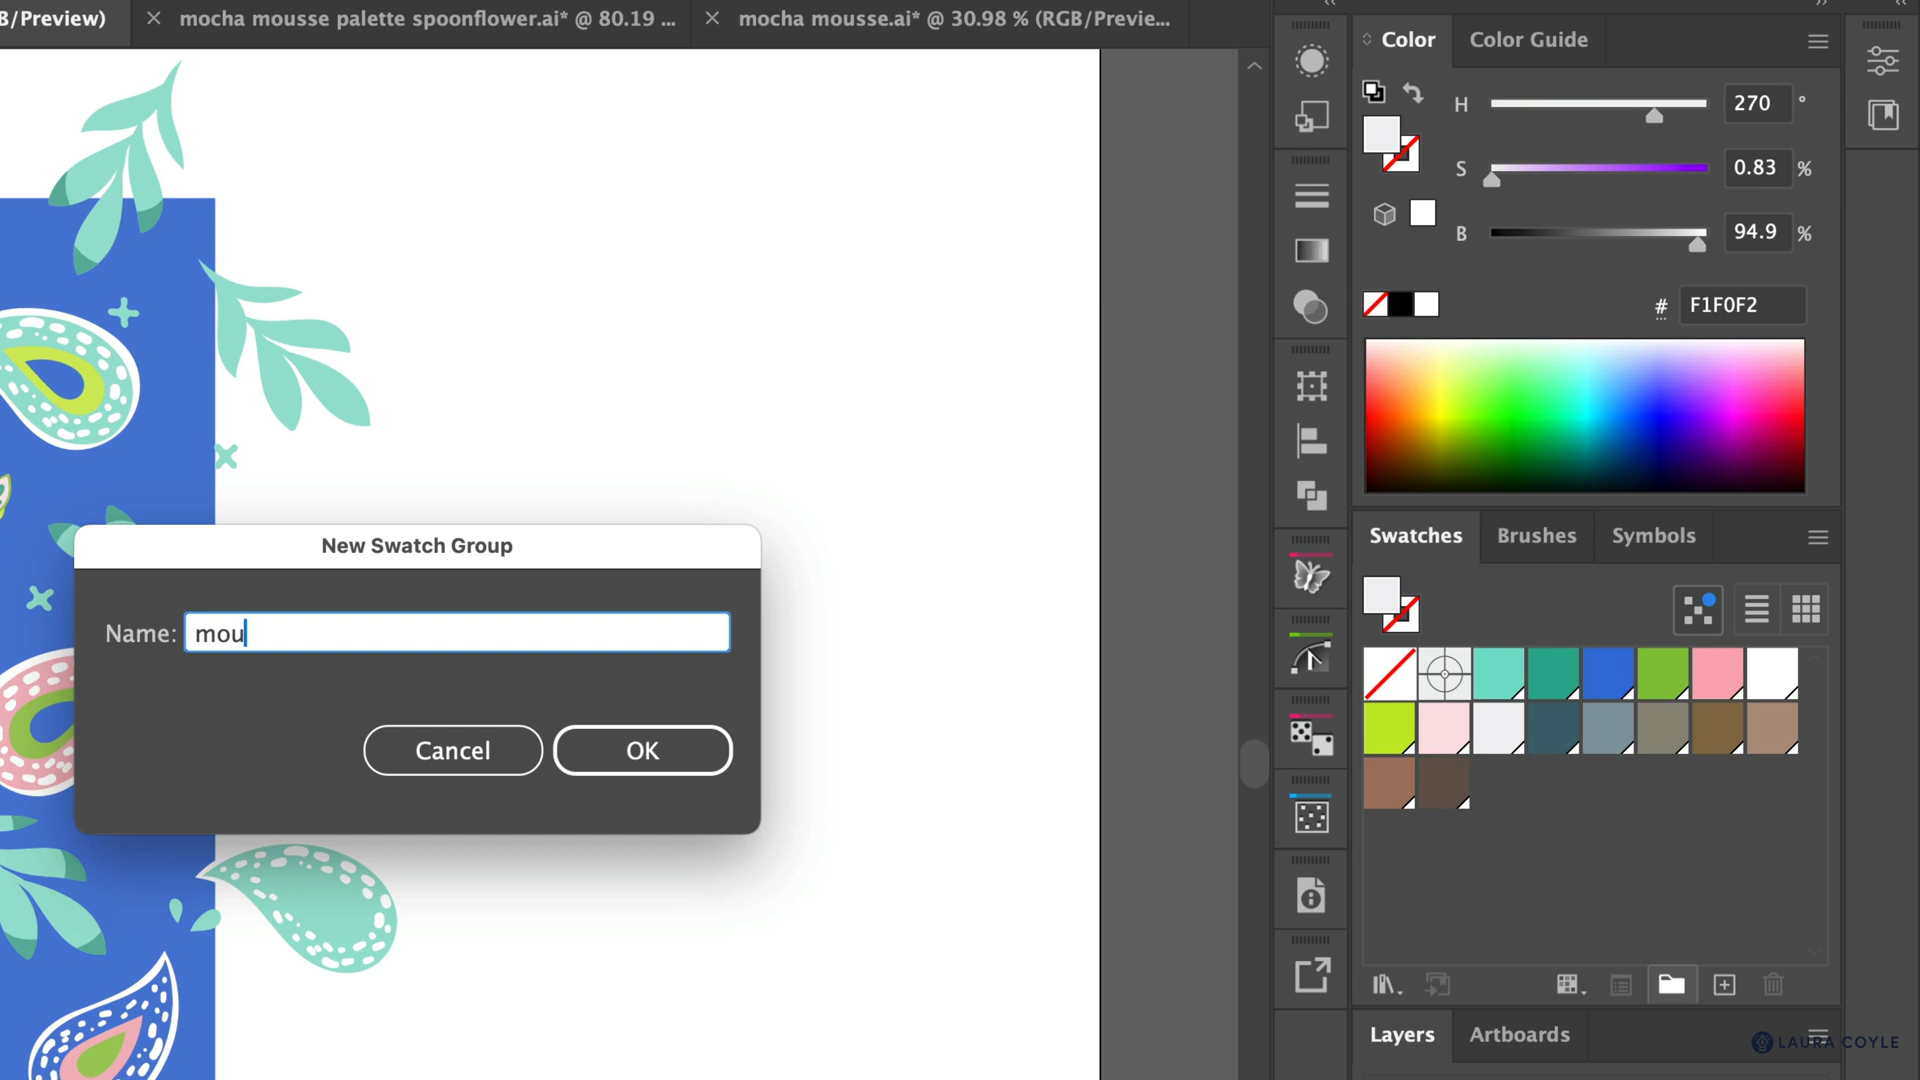 B/Preview)
mocha mousse palette spoonflower.ai* @ 80.19 ...
mocha mousse.ai* @ 30.98 % (RGB/Previe...
Color
Color Guide
H
270
°
S
0.83
%
B
94.9
%
#
F1F0F2
Swatches
Brushes
Symbols
New Swatch Group
Name:
mou
Cancel
OK
Layers
Artboards
LAURA COYLE